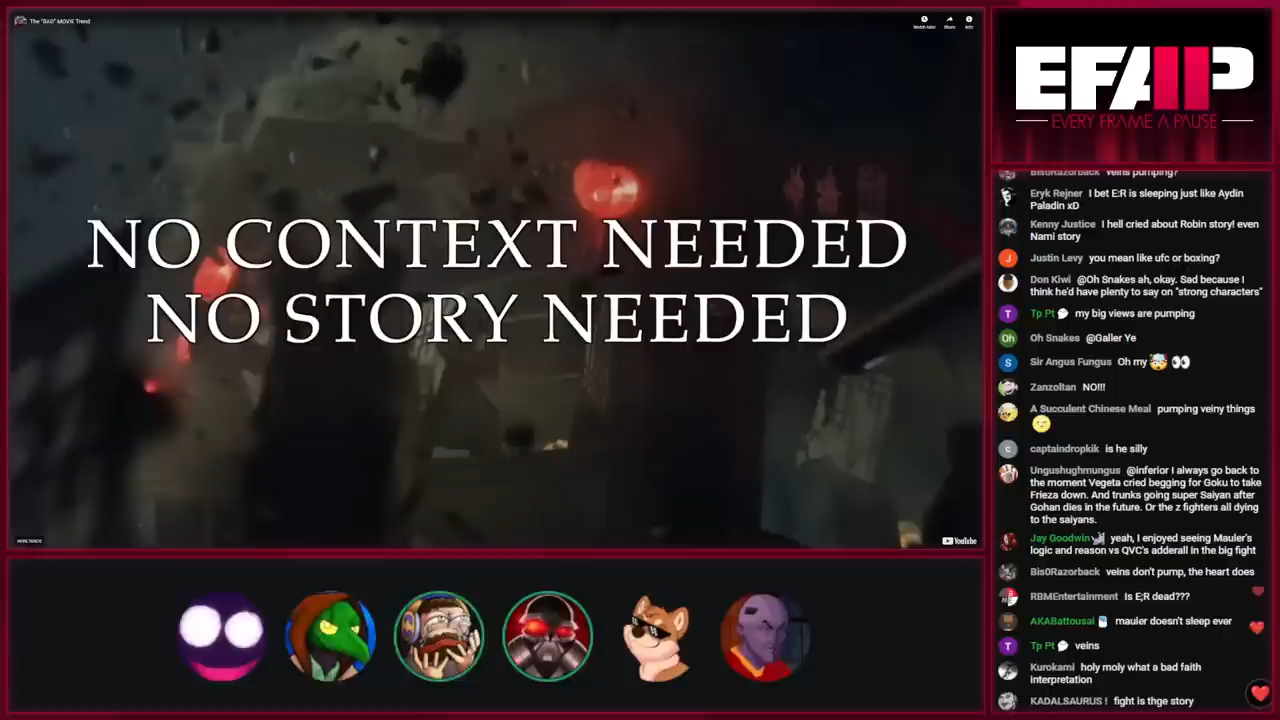 The "BAD" MOVIE Trend
Watch later
Share
Info
NO CONTEXT NEEDED
NO STORY NEEDED
MORE VIDEOS
YouTube
EFAP
EVERY FRAME A PAUSE
Bis0Razorback veins pumping?
Eryk Rejner I bet E:R is sleeping just like Aydin
Paladin xD
Kenny Justice I hell cried about Robin story! even
Nami story
Justin Levy you mean like ufc or boxing?
Don Kiwi @Oh Snakes ah, okay. Sad because I
think he'd have plenty to say on "strong characters"
Tp Pt my big views are pumping
Oh Snakes @Galler Ye
Sir Angus Fungus Oh my
Zanzoltan NO!!!
A Succulent Chinese Meal pumping veiny things
captaindropkik is he silly
Ungushughmungus @inferior I always go back to
the moment Vegeta cried begging for Goku to take
Frieza down. And trunks going super Saiyan after
Gohan dies in the future. Or the z fighters all dying
to the saiyans.
Jay Goodwin yeah, I enjoyed seeing Mauler's
logic and reason vs QVC's adderall in the big fight
Bis0Razorback veins don't pump, the heart does
RBMEntertainment Is E;R dead???
AKABattousai mauler doesn't sleep ever
Tp Pt veins
Kurokami holy moly what a bad faith
interpretation
KADALSAURUS ! fight is thge story